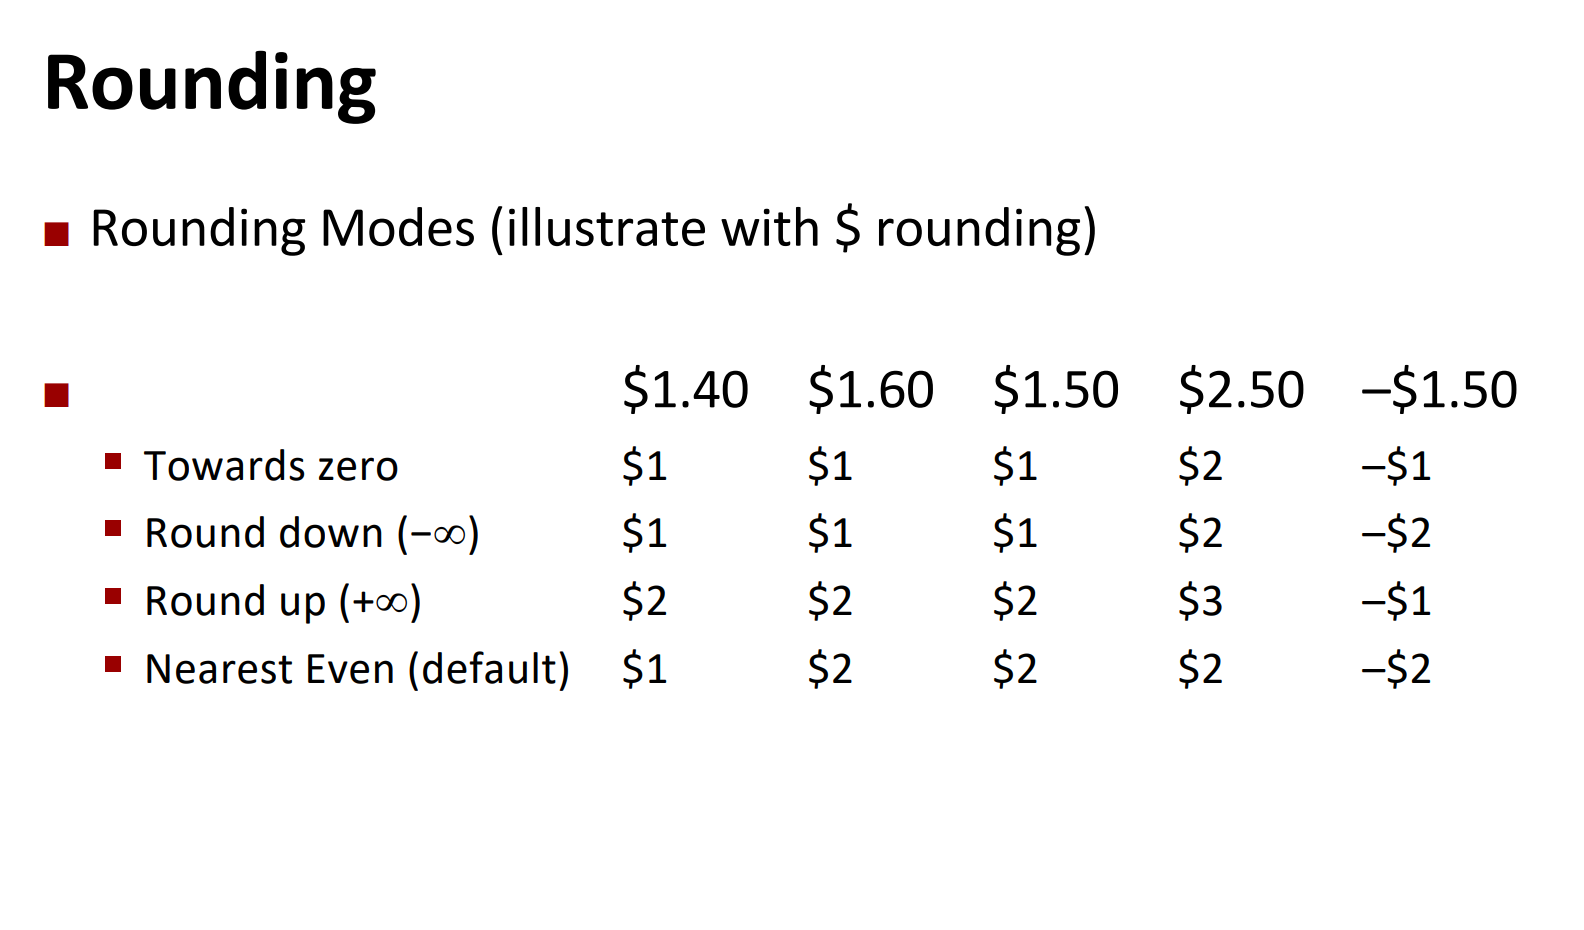 Rounding
Rounding Modes (illustrate with $ rounding)
$1.40 $1.60 $1.50 $2.50 –$1.50
Towards zero $1 $1 $1 $2 –$1
Round down (−∞) $1 $1 $1 $2 –$2
Round up (+∞) $2 $2 $2 $3 –$1
Nearest Even (default) $1 $2 $2 $2 –$2